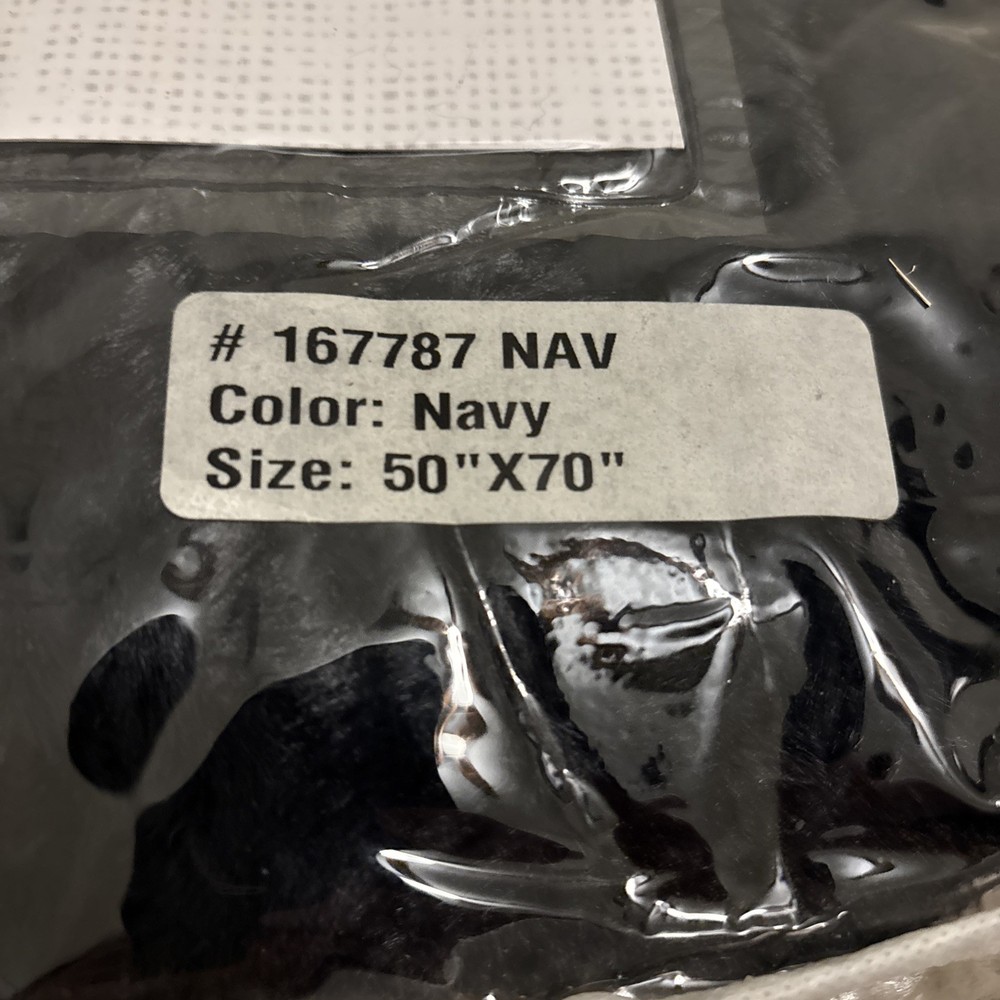 # 167787 NAV
Color: Navy
Size: 50"X70"